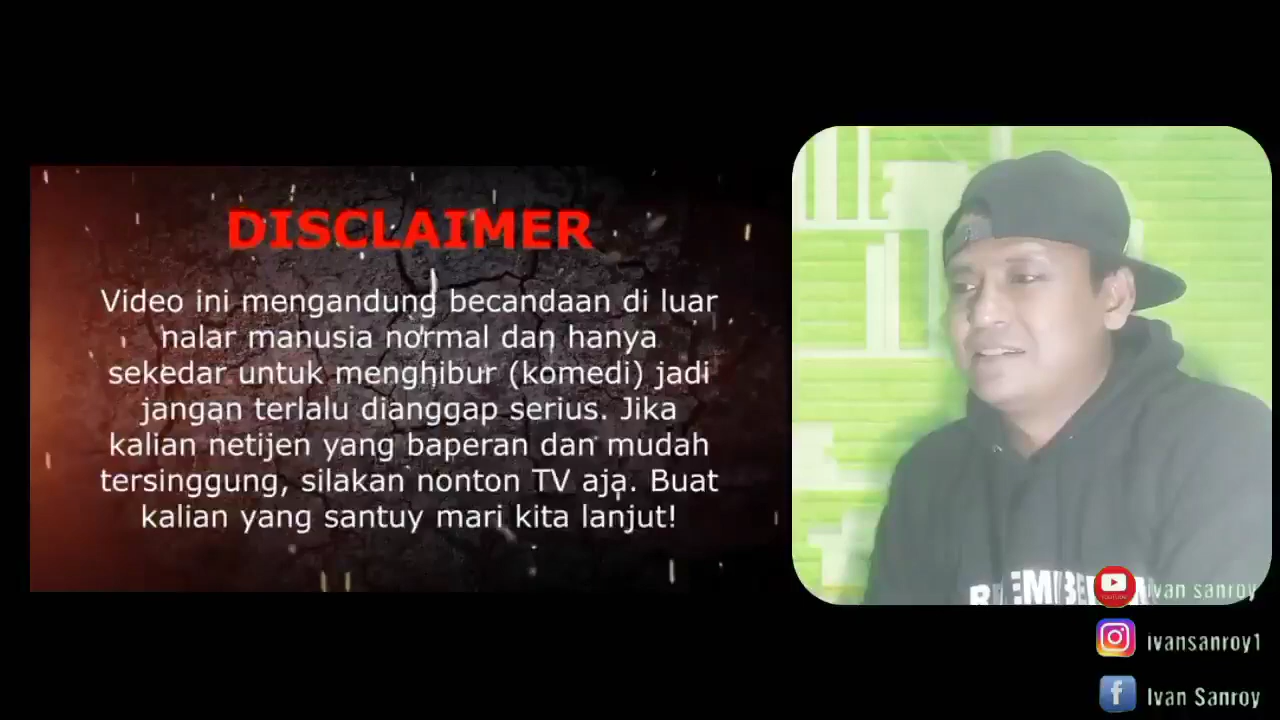 DISCLAIMER
Video ini mengandung becandaan di luar
nalar manusia normal dan hanya
sekedar untuk menghibur (komedi) jadi
jangan terlalu dianggap serius. Jika
kalian netijen yang baperan dan mudah
tersinggung, silakan nonton TV aja. Buat
kalian yang santuy mari kita lanjut!
ivan sanroy
ivansanroy1
Ivan Sanroy